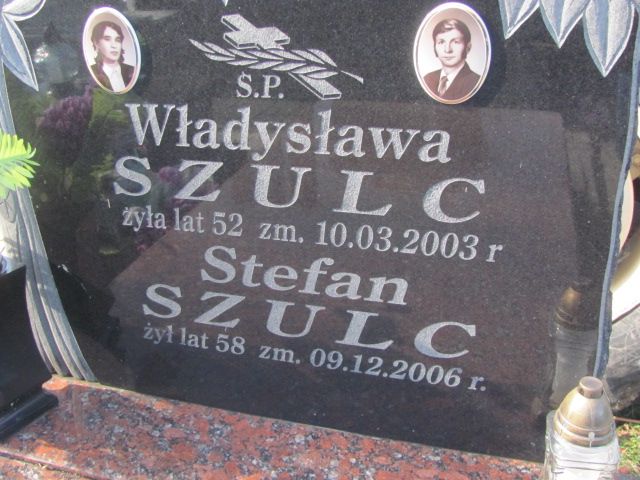 Ś.P.
Władysława
SZULC
żyła lat 52 zm. 10.03.2003 r
Stefan
SZULC
żył lat 58 zm. 09.12.2006 r.